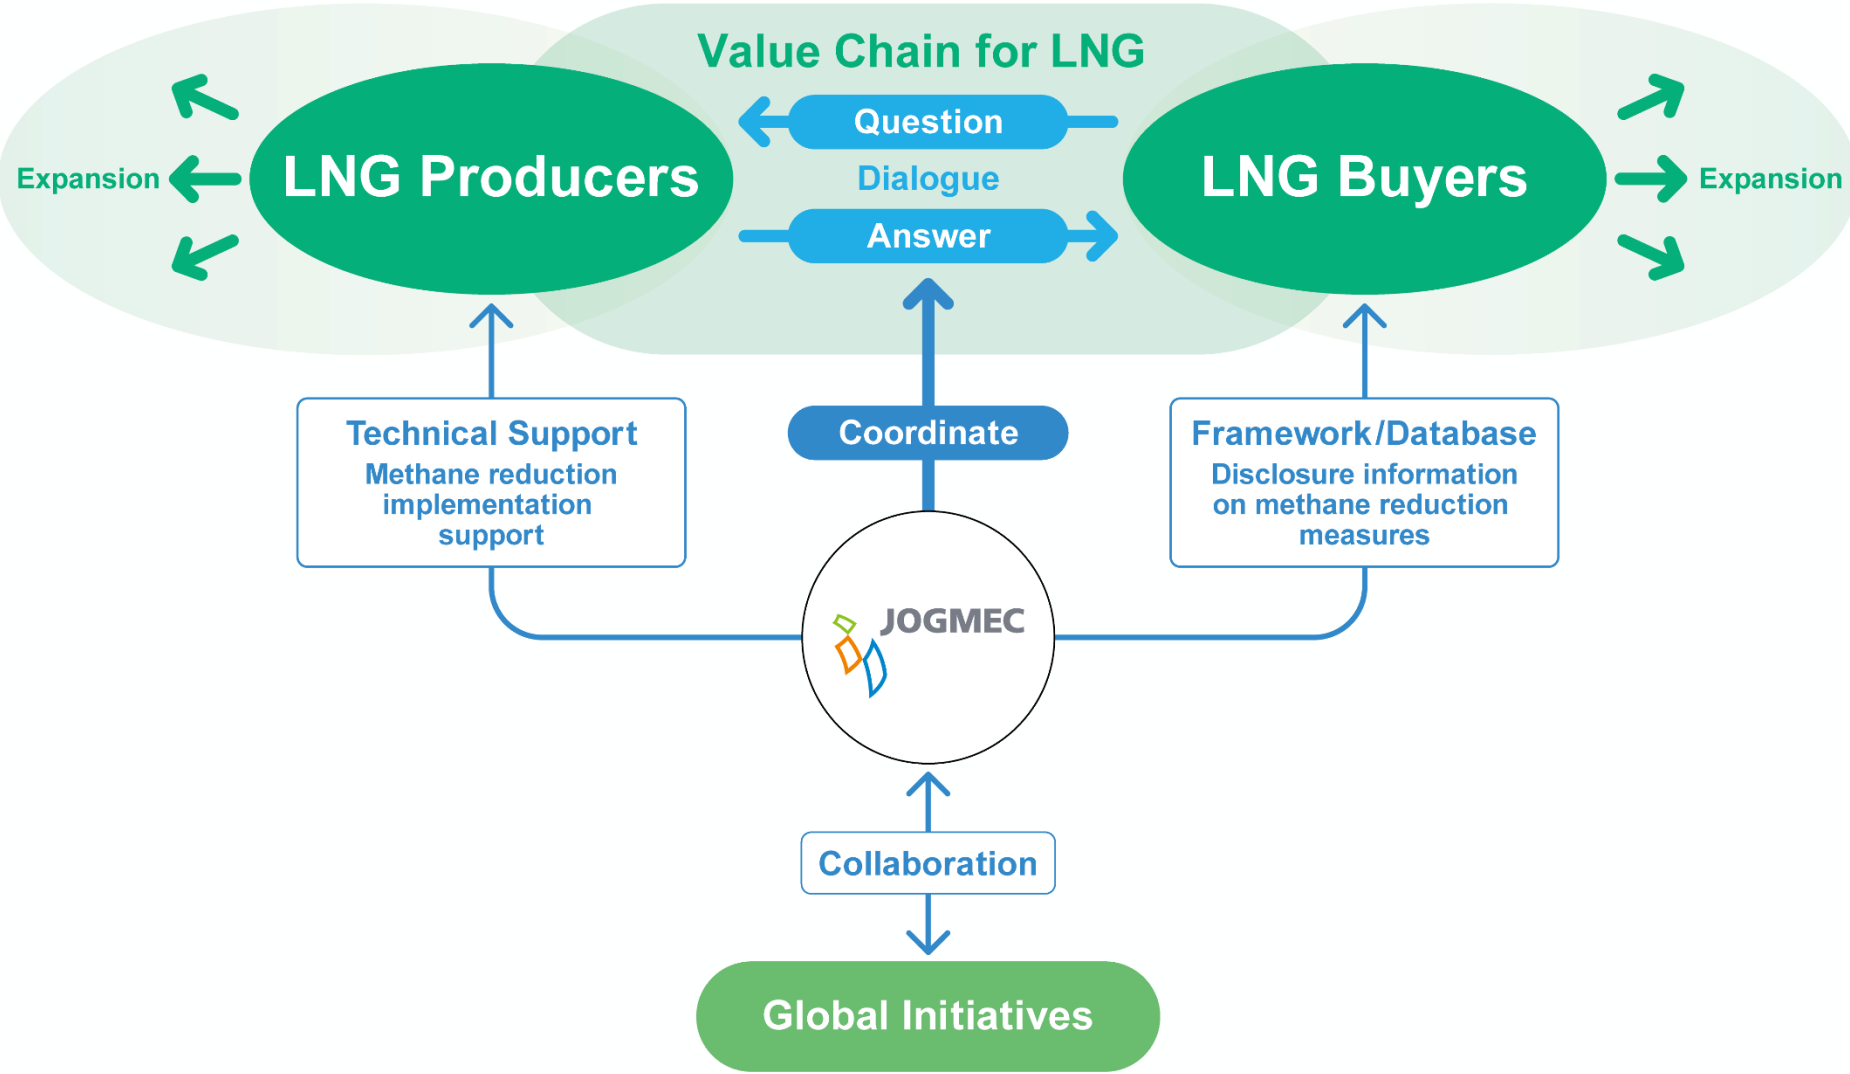 Value Chain for LNG
Question
LNG Producers
Dialogue
LNG Buyers
Expansion
Expansion
Answer
Technical Support
Methane reduction
implementation
support
Coordinate
Framework/Database
Disclosure information
on methane reduction
measures
JOGMEC
Collaboration
Global Initiatives